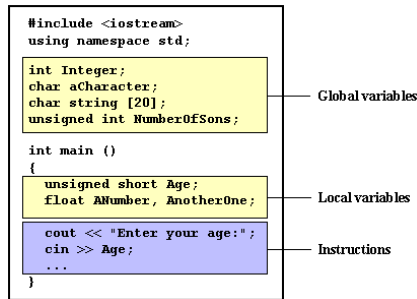 #include <iostream>
using namespace std;
int Integer;
char aCharacter;
char string [20];
unsigned int NumberOfSons;
Global variables
int main ()
{
unsigned short Age;
float ANumber, AnotherOne;
Local variables
cout << "Enter your age:";
cin >> Age;
...
Instructions
}